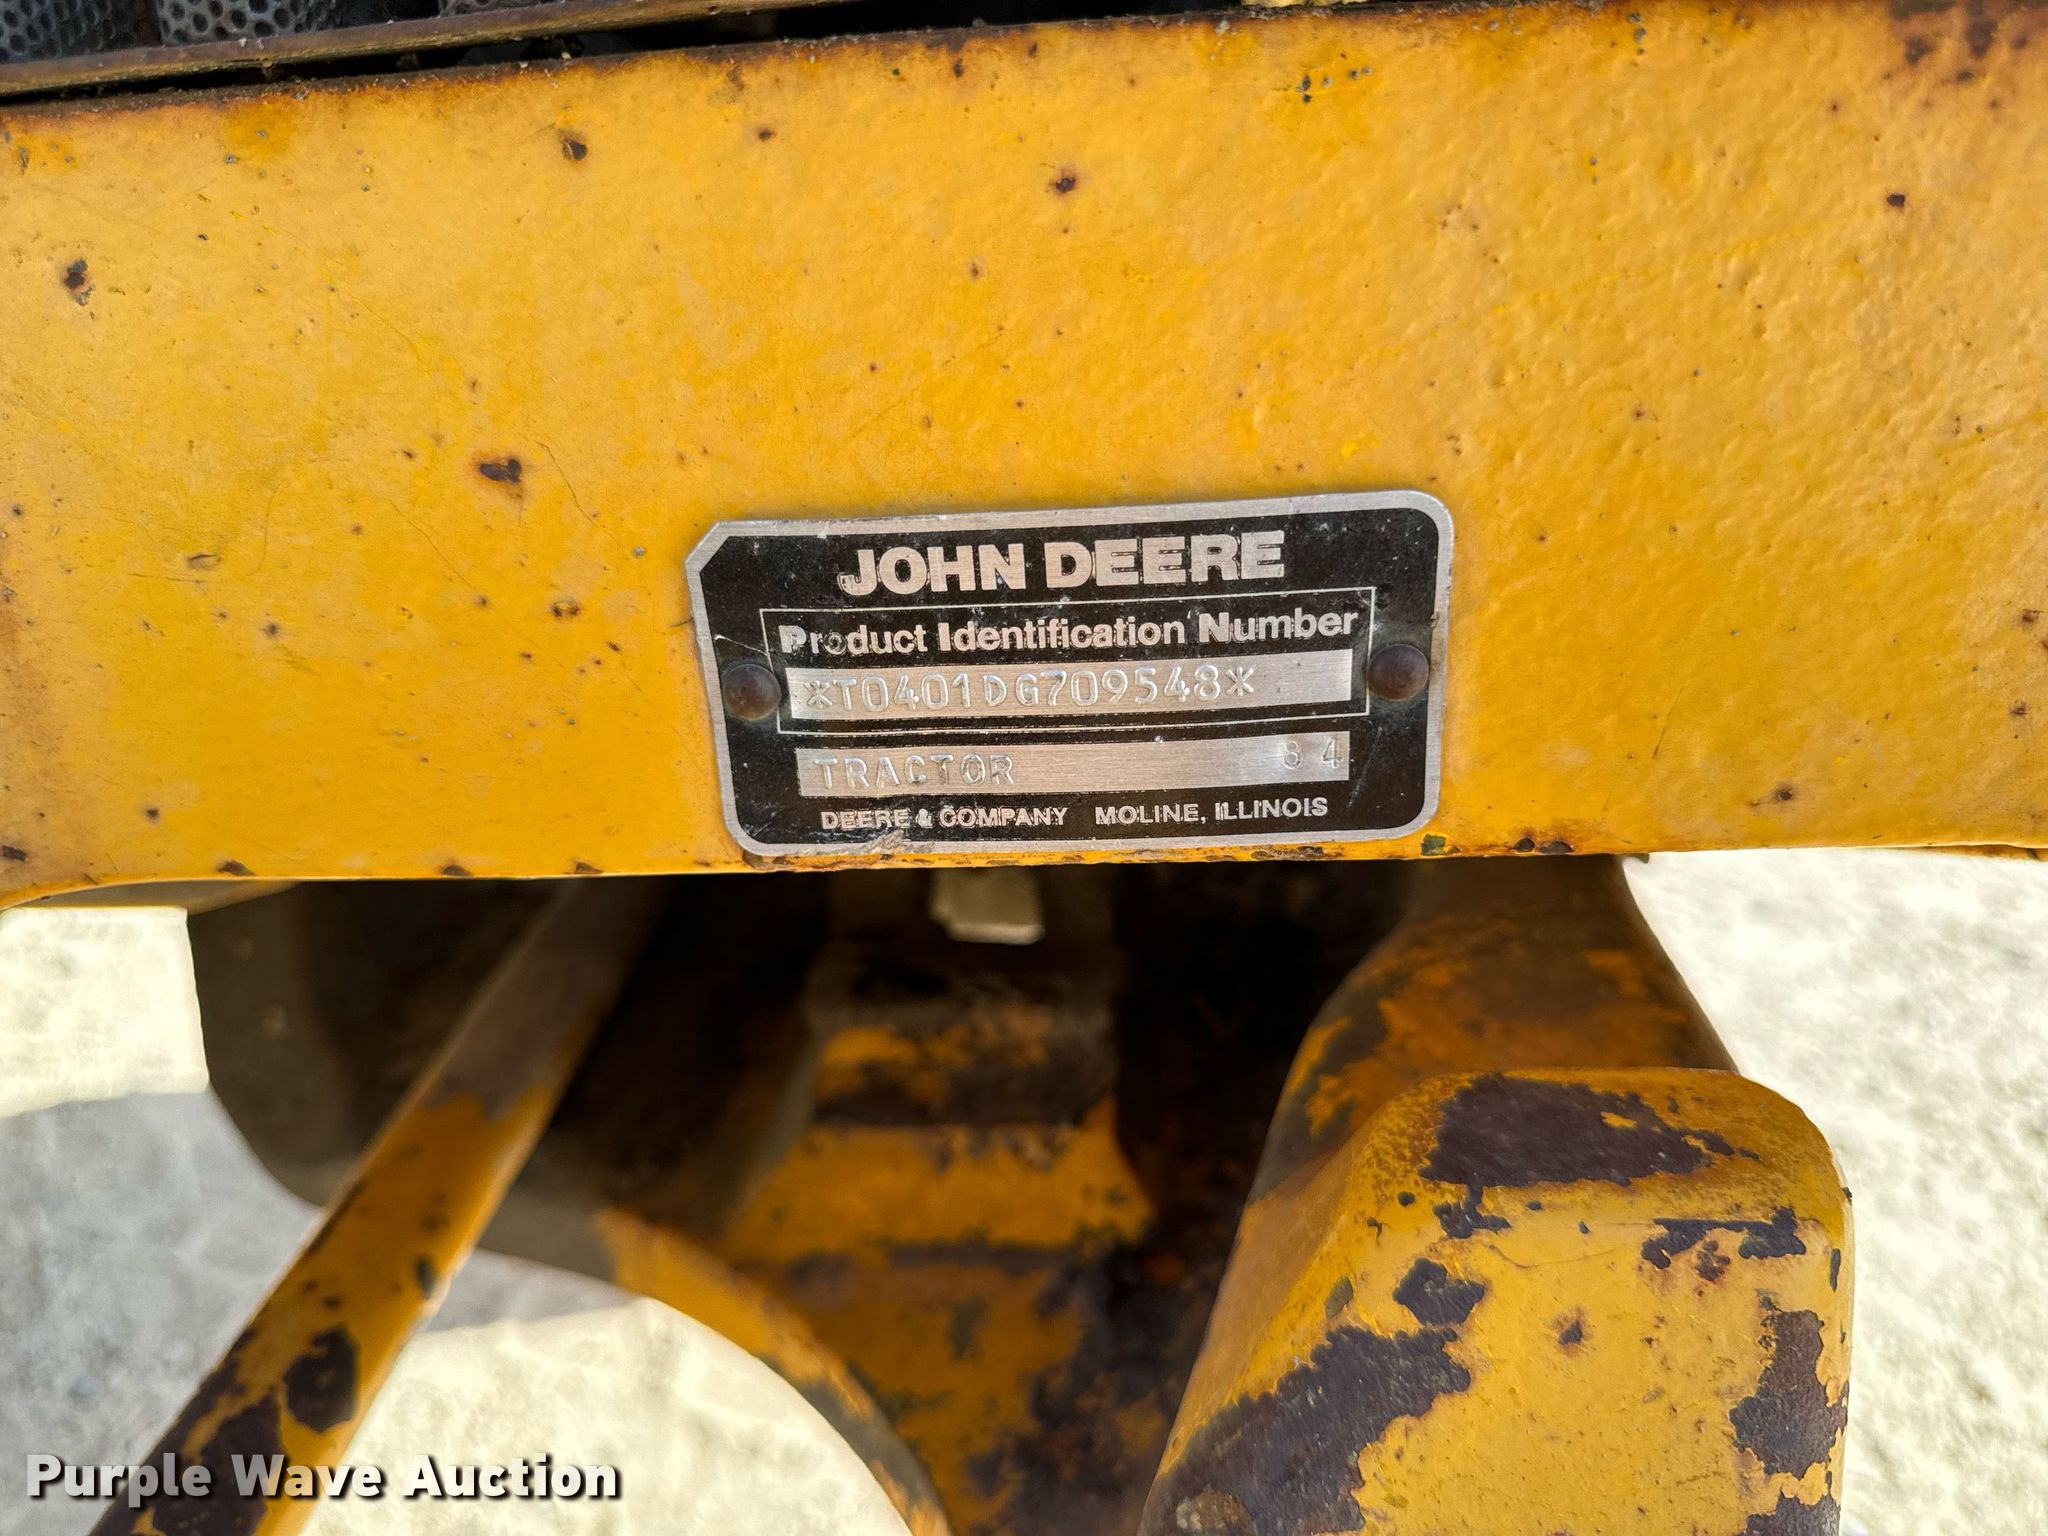 JOHN DEERE
Product Identification Number
*T0401DG709548*
TRACTOR 84
DEERE & COMPANY MOLINE, ILLINOIS
Purple Wave Auction